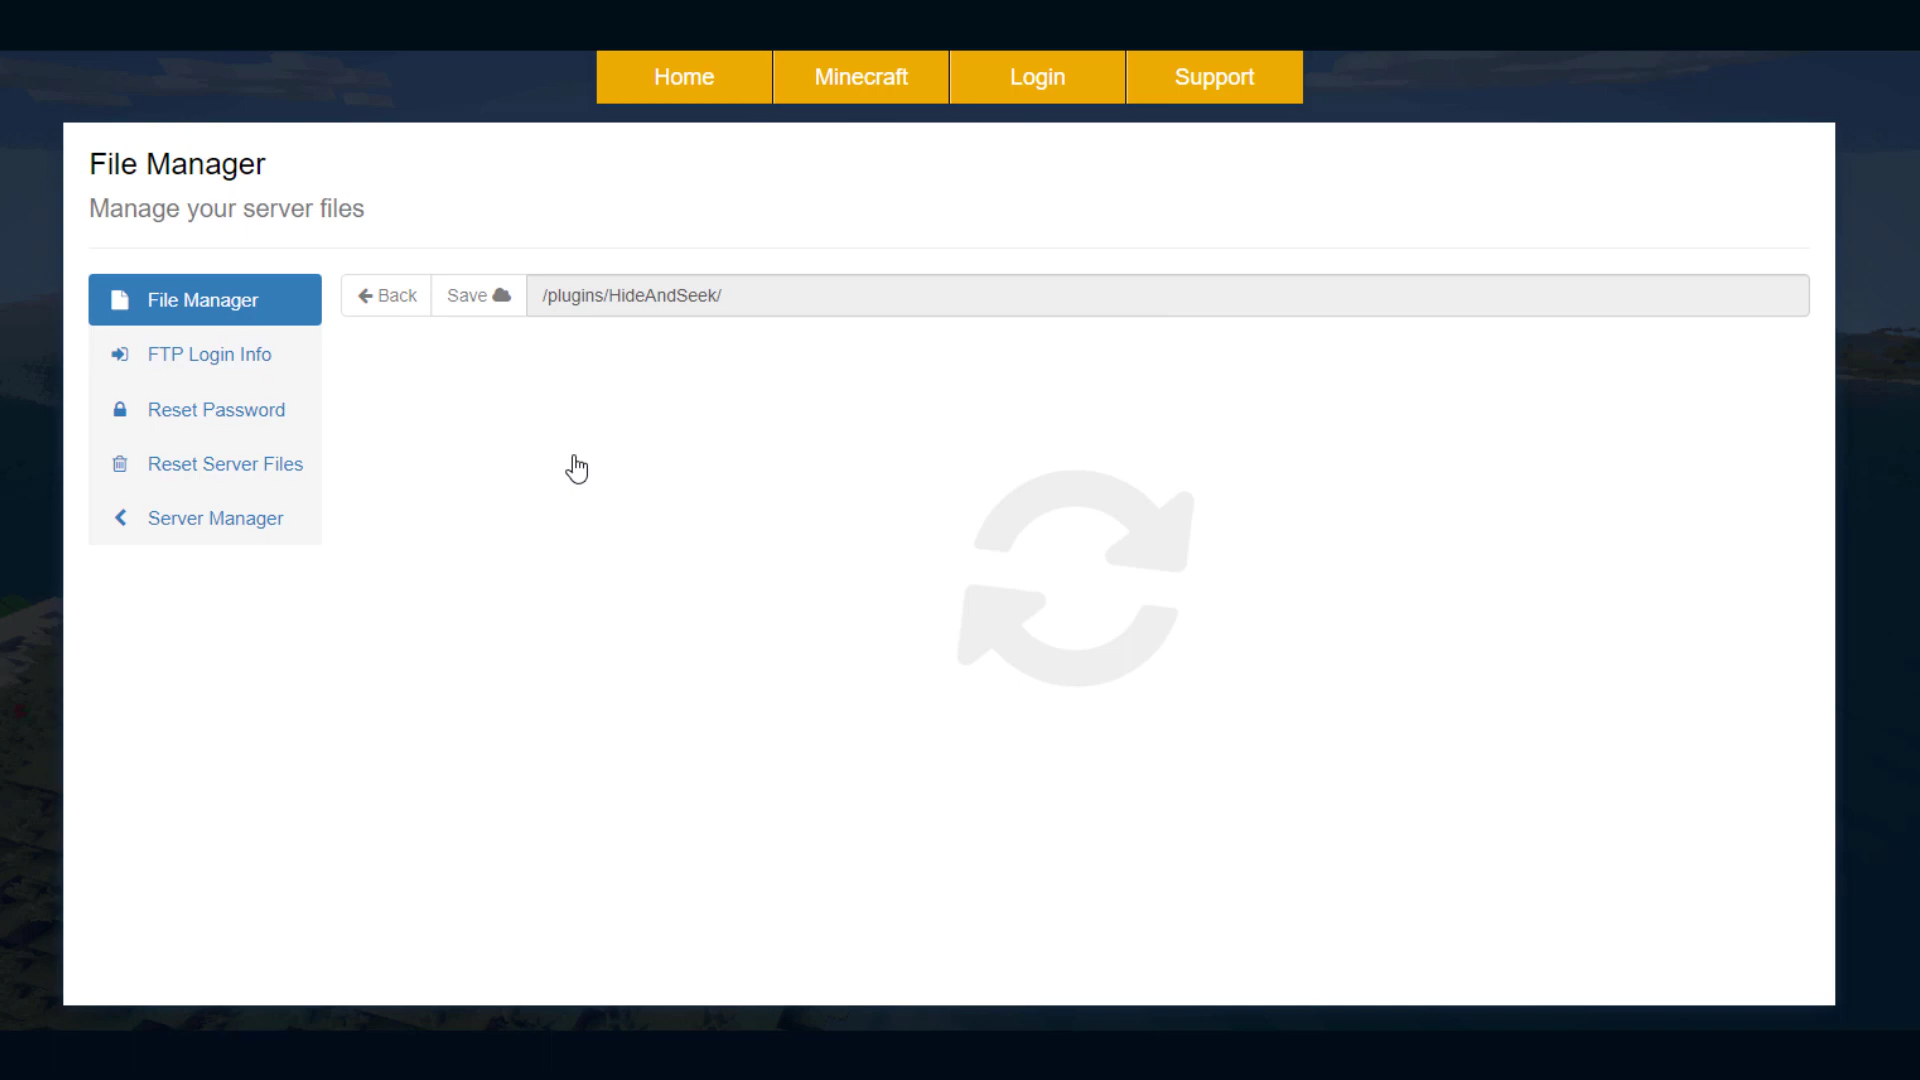 Home Minecraft Login Support
File Manager
Manage your server files
File Manager
FTP Login Info
Reset Password
Reset Server Files
Server Manager
Back Save /plugins/HideAndSeek/